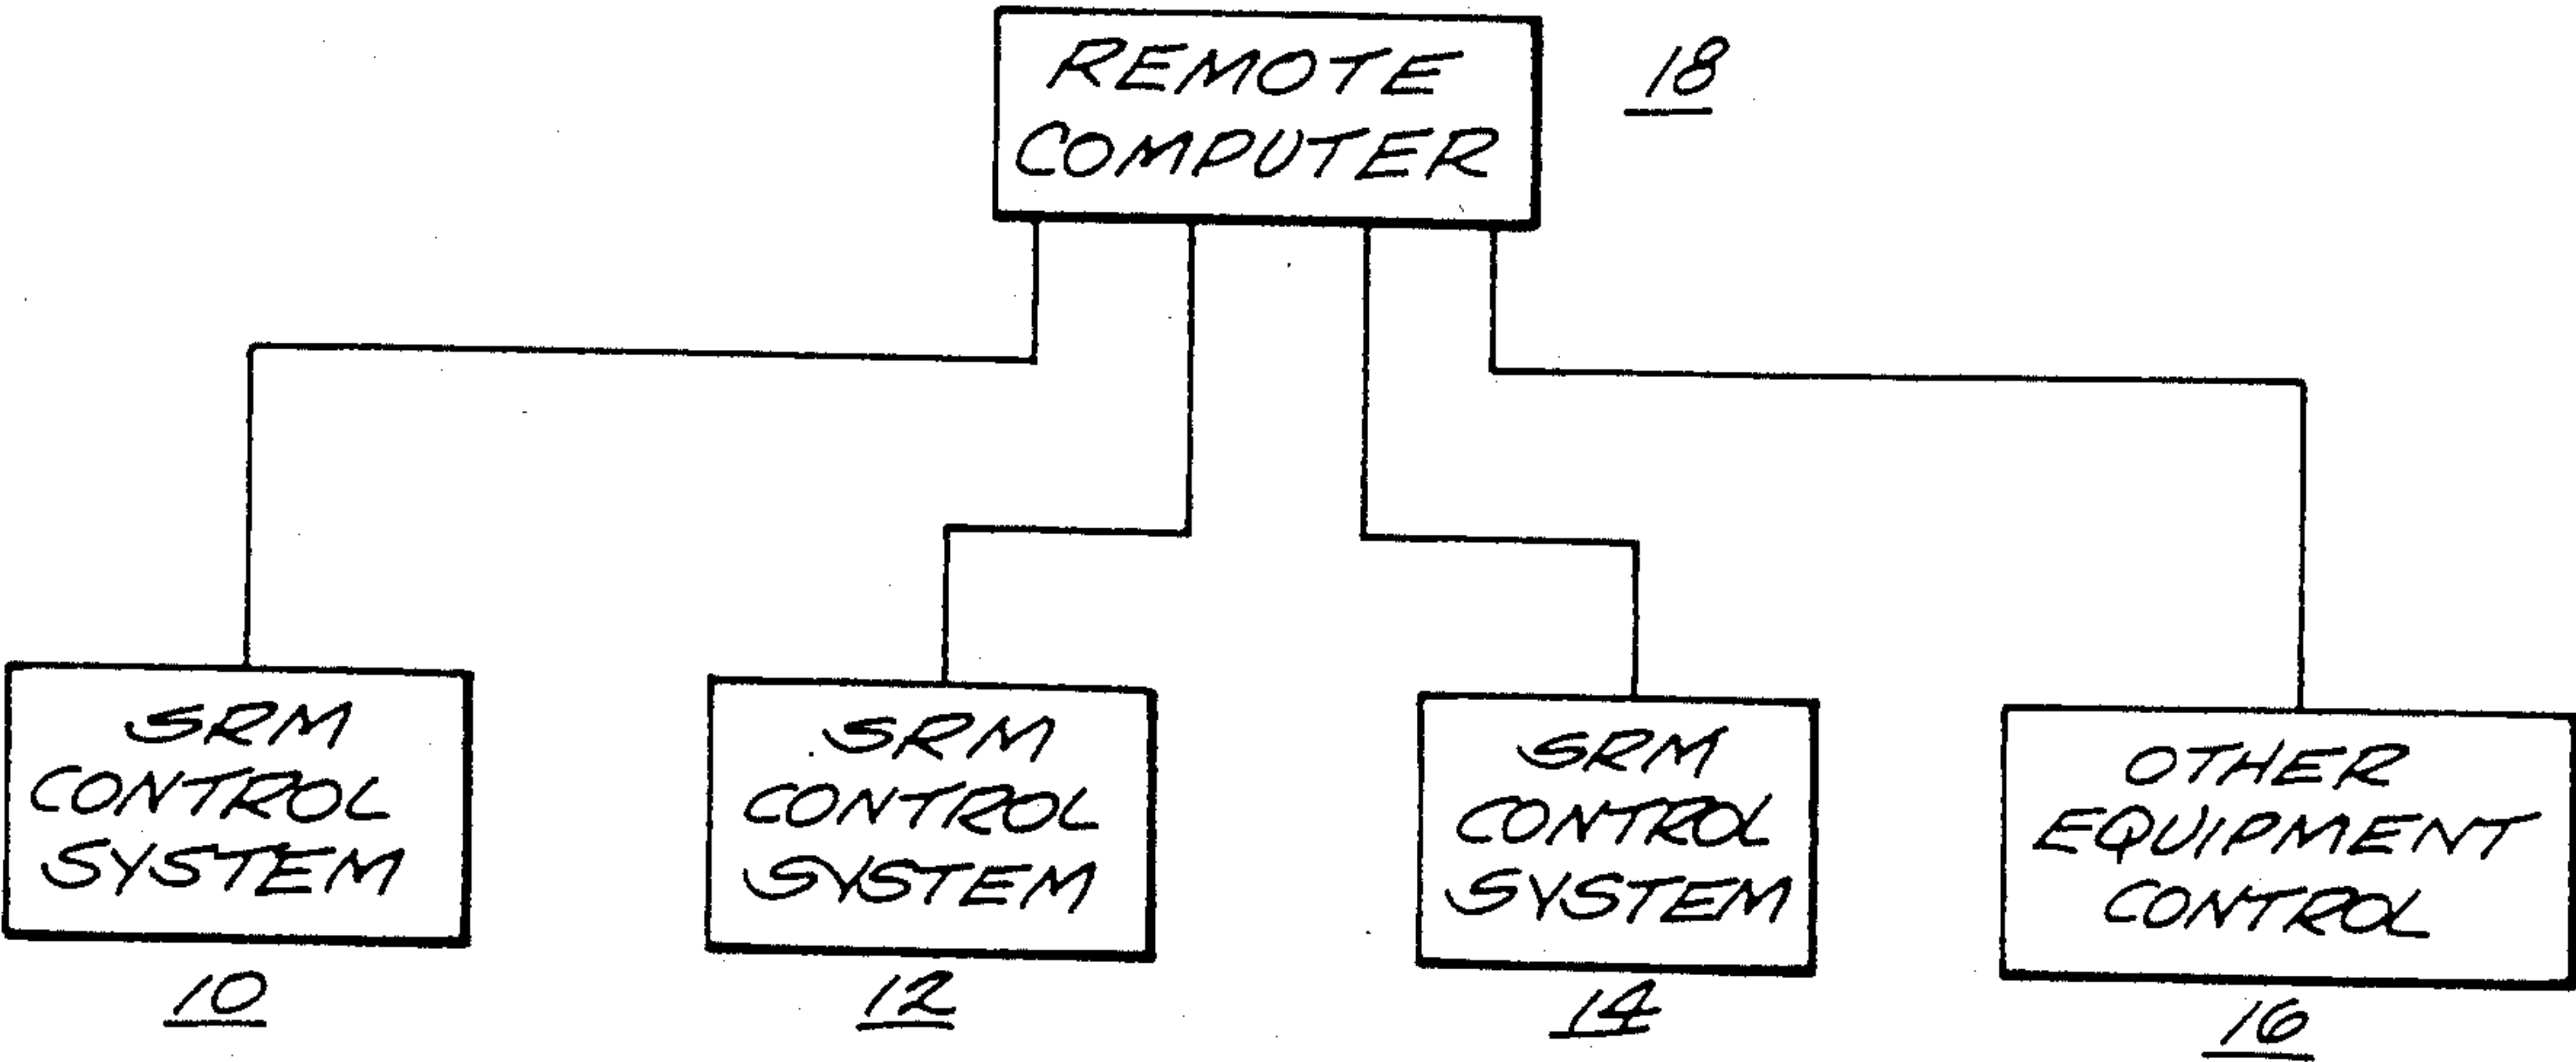 REMOTE
COMPUTER
18
SRM
CONTROL
SYSTEM
10
SRM
CONTROL
SYSTEM
12
SRM
CONTROL
SYSTEM
14
OTHER
EQUIPMENT
CONTROL
16